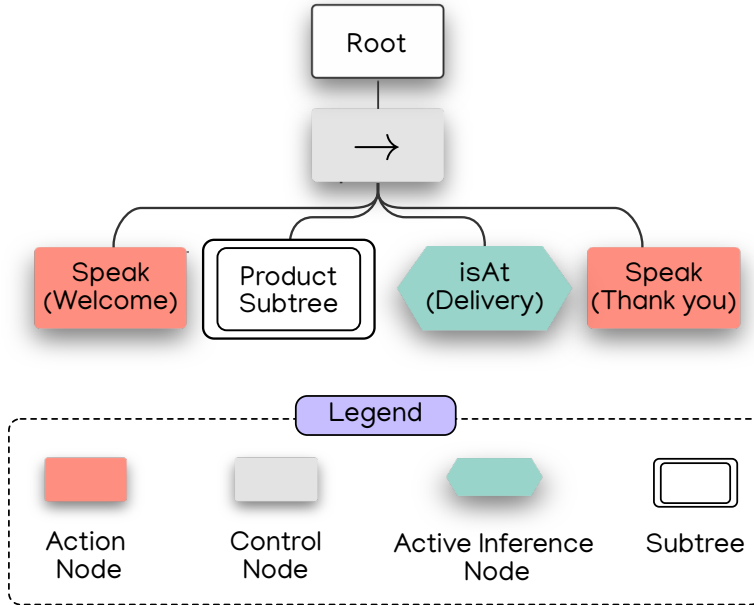 Root
→
Speak
(Welcome)
Product
Subtree
isAt
(Delivery)
Speak
(Thank you)
Legend
Action
Node
Control
Node
Active Inference
Node
Subtree